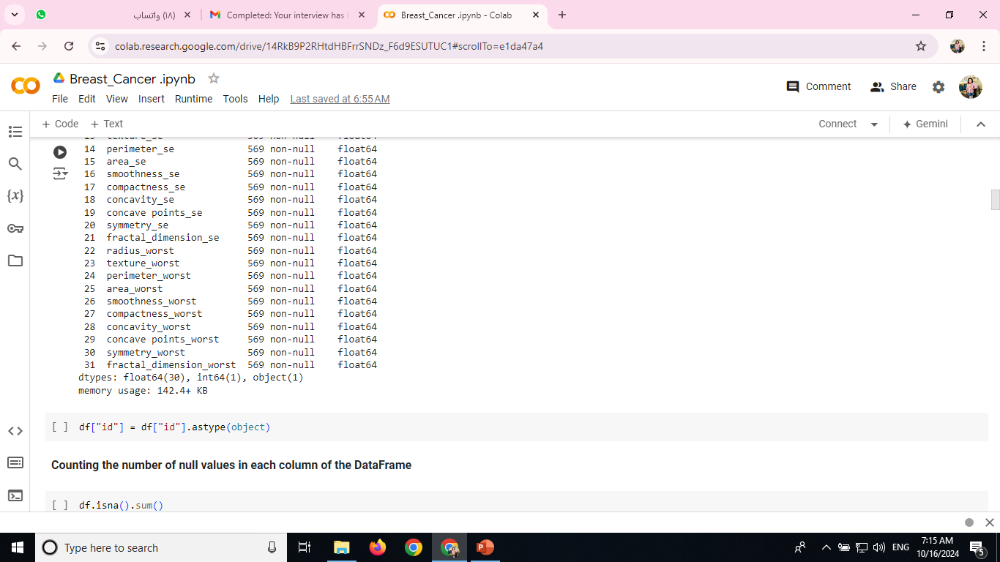 (١٨) واتساب
Completed: Your interview has b
Breast_Cancer .ipynb - Colab
colab.research.google.com/drive/14RkB9P2RHtdHBFrrSNDz_F6d9ESUTUC1#scrollTo=e1da47a4
Breast_Cancer .ipynb
File Edit View Insert Runtime Tools Help Last saved at 6:55 AM
Comment Share
+ Code + Text
Connect Gemini
13 texture_se 569 non-null float64
14 perimeter_se 569 non-null float64
15 area_se 569 non-null float64
16 smoothness_se 569 non-null float64
17 compactness_se 569 non-null float64
18 concavity_se 569 non-null float64
19 concave points_se 569 non-null float64
20 symmetry_se 569 non-null float64
21 fractal_dimension_se 569 non-null float64
22 radius_worst 569 non-null float64
23 texture_worst 569 non-null float64
24 perimeter_worst 569 non-null float64
25 area_worst 569 non-null float64
26 smoothness_worst 569 non-null float64
27 compactness_worst 569 non-null float64
28 concavity_worst 569 non-null float64
29 concave points_worst 569 non-null float64
30 symmetry_worst 569 non-null float64
31 fractal_dimension_worst 569 non-null float64
dtypes: float64(30), int64(1), object(1)
memory usage: 142.4+ KB
[ ] df["id"] = df["id"].astype(object)
Counting the number of null values in each column of the DataFrame
[ ] df.isna().sum()
Type here to search
ENG
7:15 AM
10/16/2024
5